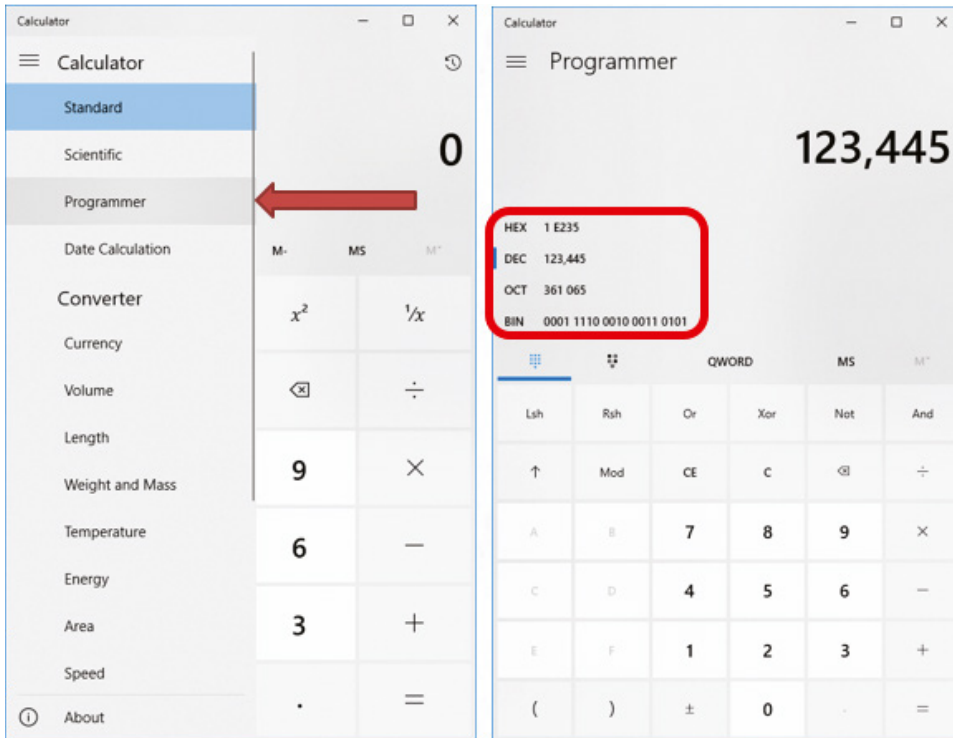 Calculator
Calculator
0
Standard
Scientific
Programmer
Date Calculation
Converter
Currency
Volume
Length
Weight and Mass
Temperature
Energy
Area
Speed
About
M- MS M˅
x² ¹/x
÷
9 ×
6 −
3 +
. =
Calculator
Programmer
123,445
HEX 1 E235
DEC 123,445
OCT 361 065
BIN 0001 1110 0010 0011 0101
QWORD MS M˅
Lsh Rsh Or Xor Not And
↑ Mod CE C ÷
A B 7 8 9 ×
C D 4 5 6 −
E F 1 2 3 +
( ) ± 0 . =